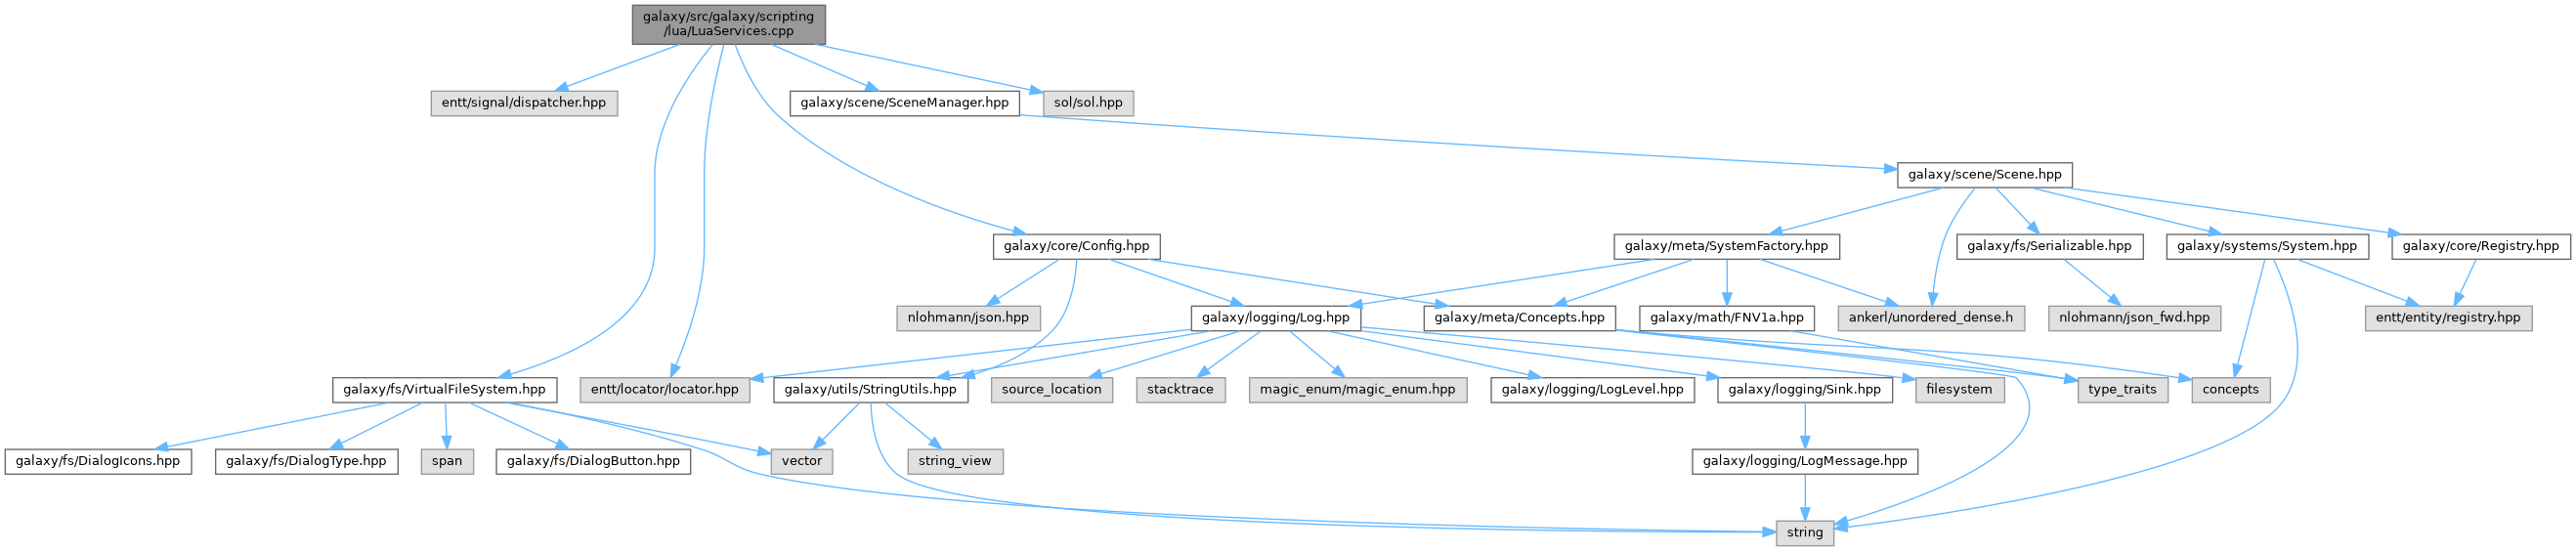 galaxy/src/galaxy/scripting
/lua/LuaServices.cpp
entt/signal/dispatcher.hpp
galaxy/scene/SceneManager.hpp
sol/sol.hpp
galaxy/scene/Scene.hpp
galaxy/core/Config.hpp
galaxy/meta/SystemFactory.hpp
galaxy/fs/Serializable.hpp
galaxy/systems/System.hpp
galaxy/core/Registry.hpp
nlohmann/json.hpp
galaxy/logging/Log.hpp
galaxy/meta/Concepts.hpp
galaxy/math/FNV1a.hpp
ankerl/unordered_dense.h
nlohmann/json_fwd.hpp
entt/entity/registry.hpp
galaxy/fs/VirtualFileSystem.hpp
entt/locator/locator.hpp
galaxy/utils/StringUtils.hpp
source_location
stacktrace
magic_enum/magic_enum.hpp
galaxy/logging/LogLevel.hpp
galaxy/logging/Sink.hpp
filesystem
type_traits
concepts
galaxy/fs/DialogIcons.hpp
galaxy/fs/DialogType.hpp
span
galaxy/fs/DialogButton.hpp
vector
string_view
galaxy/logging/LogMessage.hpp
string